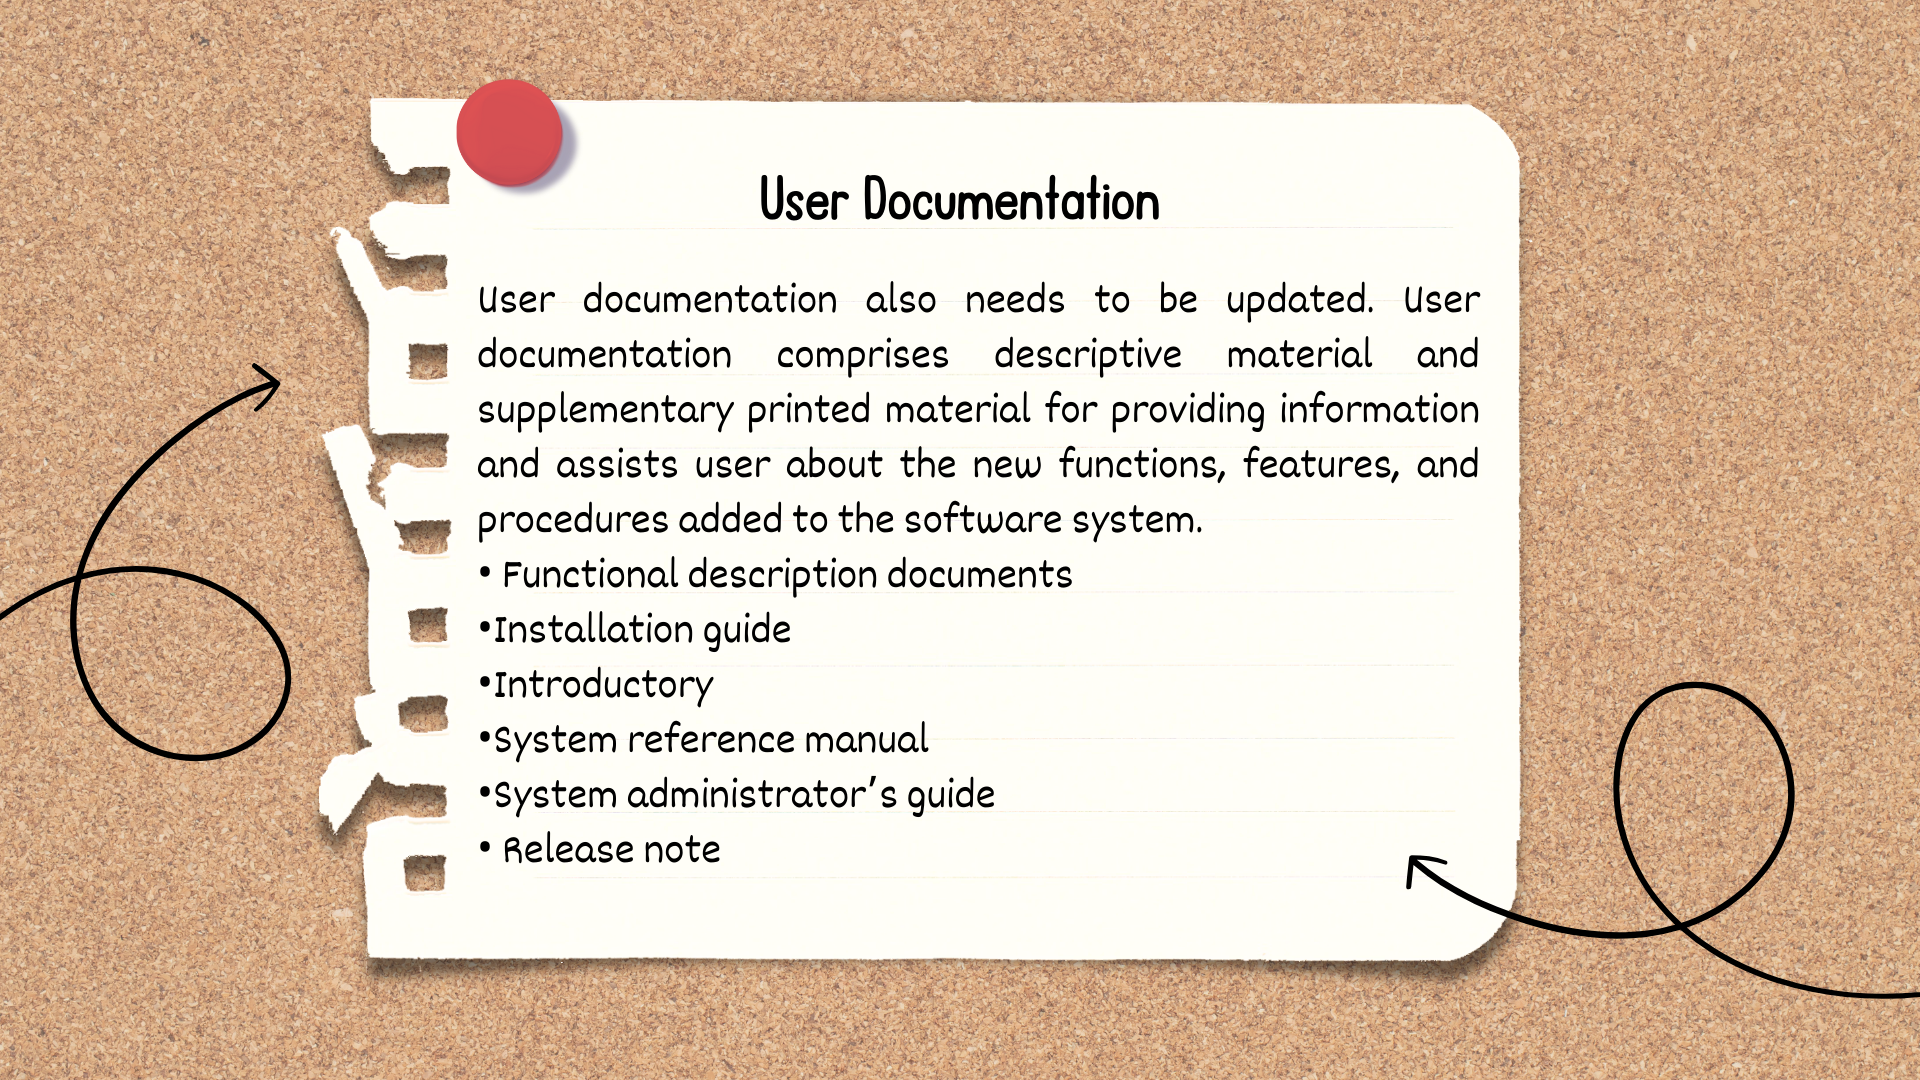 User Documentation
User documentation also needs to be updated. User
documentation comprises descriptive material and
supplementary printed material for providing information
and assists user about the new functions, features, and
procedures added to the software system.
• Functional description documents
•Installation guide
•Introductory
•System reference manual
•System administrator’s guide
• Release note